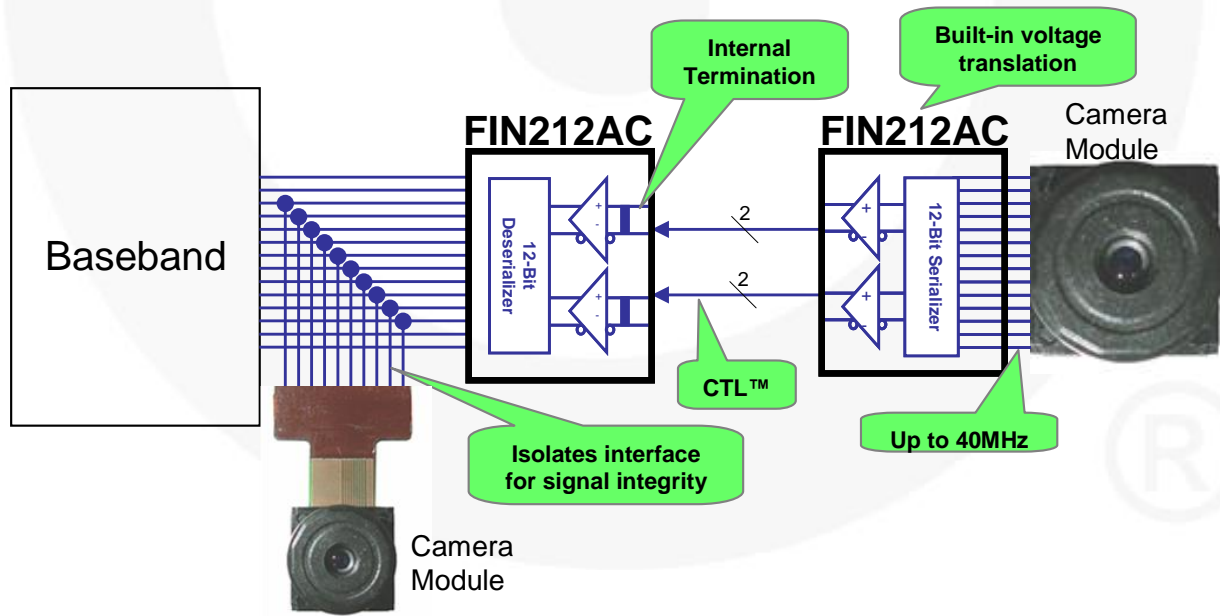 Internal
Termination
Built-in voltage
translation
FIN212AC
FIN212AC
Camera
Module
Baseband
12-Bit
Deserializer
+
-
+
-
2
2
+
-
+
-
12-Bit Serializer
CTL™
Up to 40MHz
Isolates interface
for signal integrity
Camera
Module
®